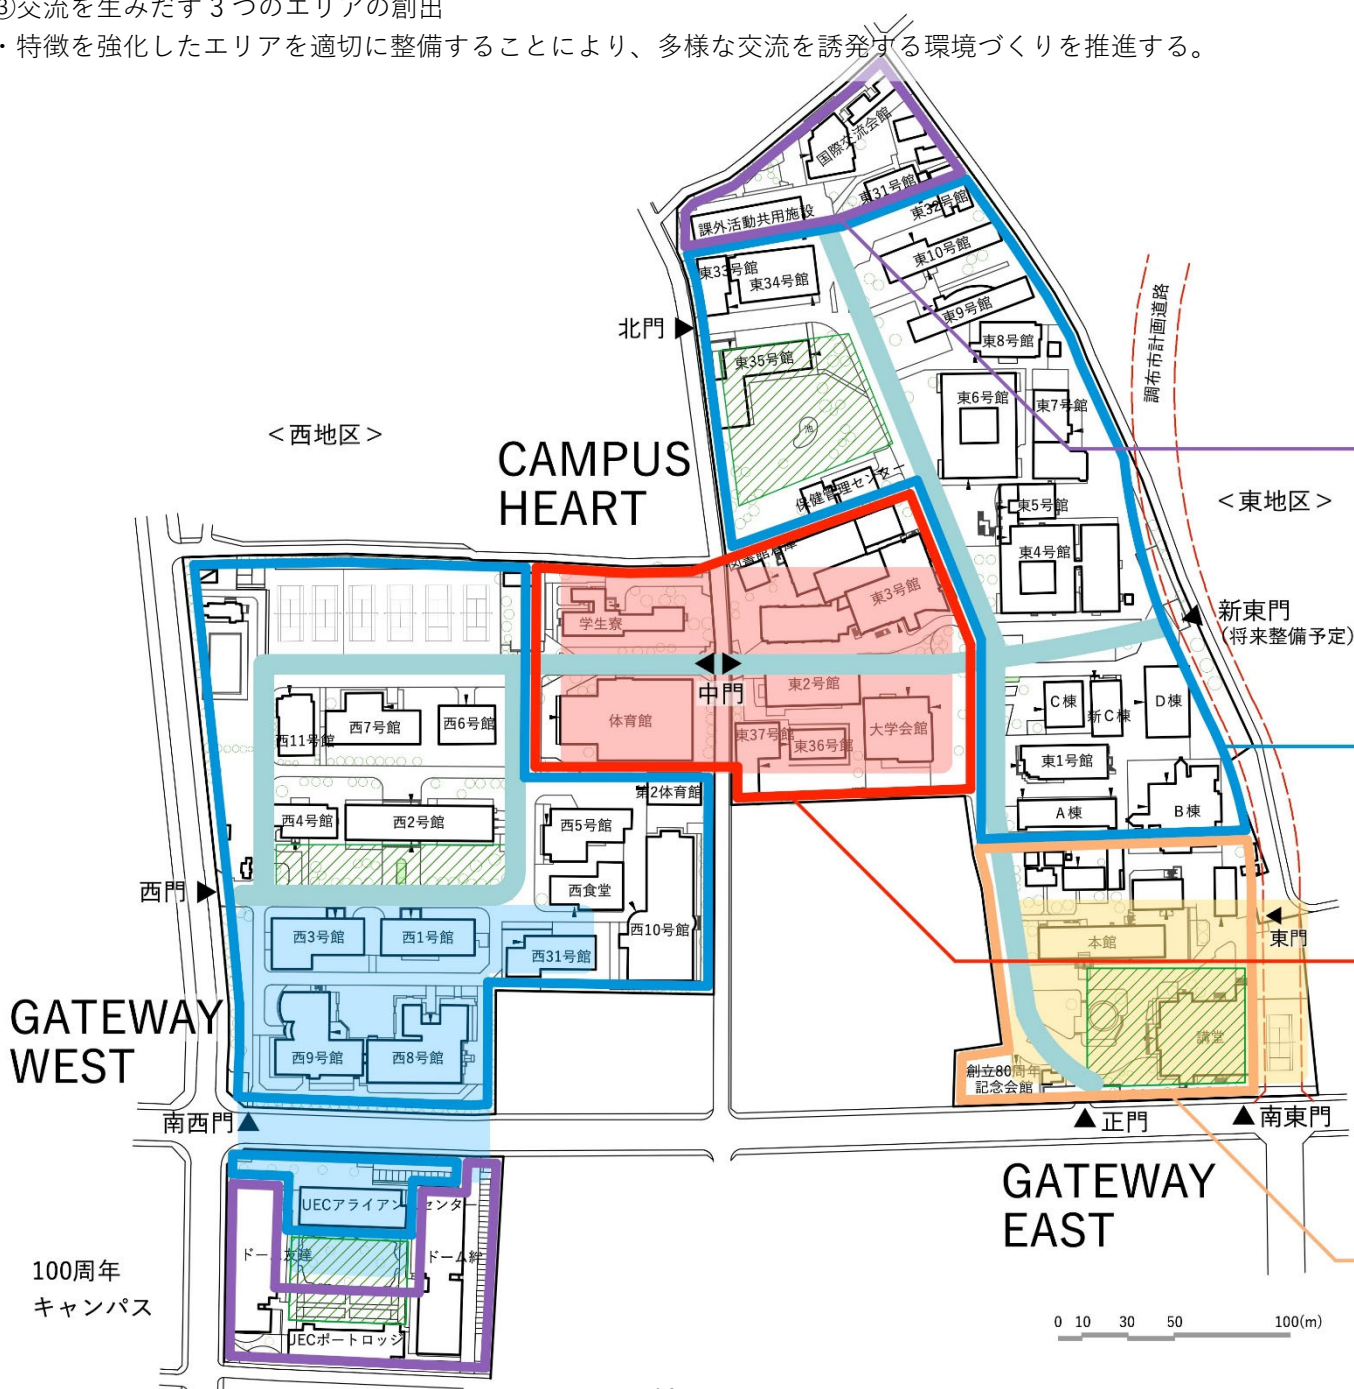 ③交流を生みだす３つのエリアの創出
・特徴を強化したエリアを適切に整備することにより、多様な交流を誘発する環境づくりを推進する。
国際交流会館
東31号館
課外活動共用施設
東32号館
東10号館
東33号館
東34号館
東9号館
北門
東8号館
東35号館
調布市計画道路
東6号館
東7号館
池
＜西地区＞
CAMPUS
HEART
保健管理センター
＜東地区＞
東5号館
東4号館
図書館
東3号館
学生寮
新東門
(将来整備予定)
中門
東2号館
体育館
C棟
新C棟
D棟
西11号館
西7号館
西6号館
東37号館
東36号館
大学会館
東1号館
第2体育館
A棟
B棟
西4号館
西2号館
西5号館
西門
西食堂
西3号館
西1号館
西10号館
西31号館
本館
東門
GATEWAY
WEST
西9号館
西8号館
講堂
創立80周年
記念会館
南西門
正門
南東門
GATEWAY
EAST
UECアライアンスセンター
ドーム友達
ドーム絆
100周年
キャンパス
UECポートロッジ
0 10 30 50 100(m)